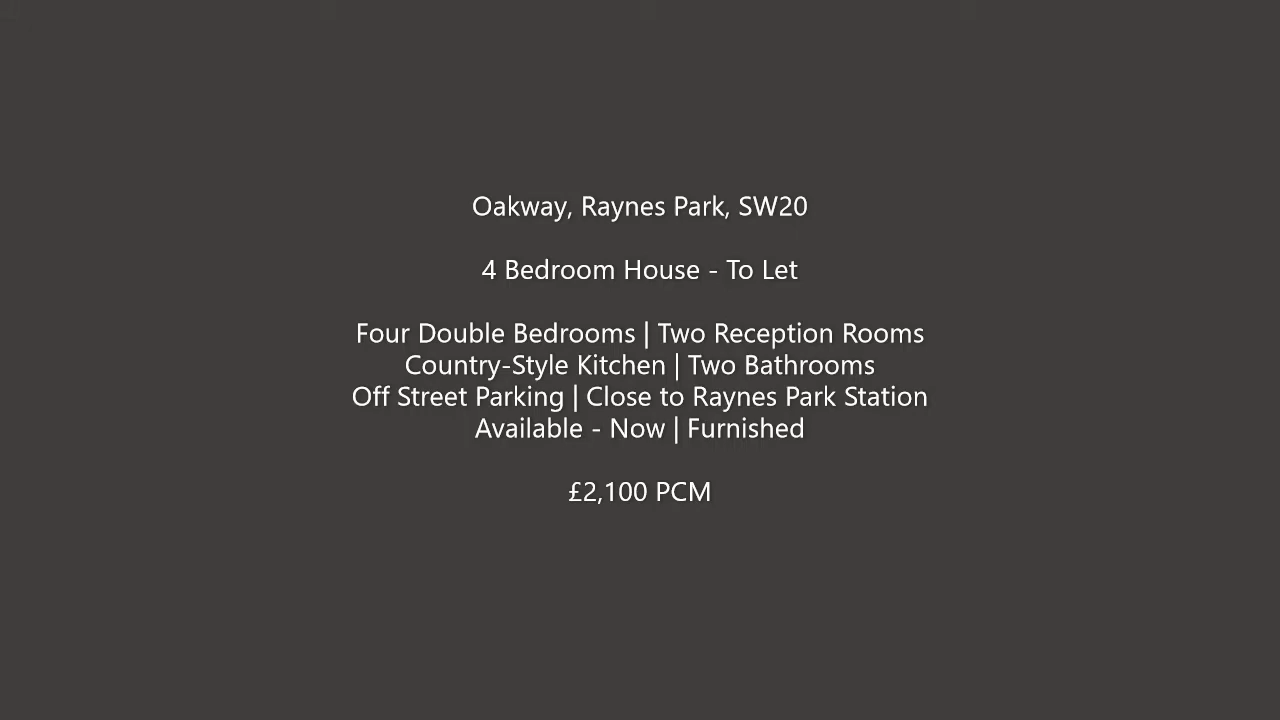 Oakway, Raynes Park, SW20
4 Bedroom House - To Let
Four Double Bedrooms | Two Reception Rooms
Country-Style Kitchen | Two Bathrooms
Off Street Parking | Close to Raynes Park Station
Available - Now | Furnished
£2,100 PCM